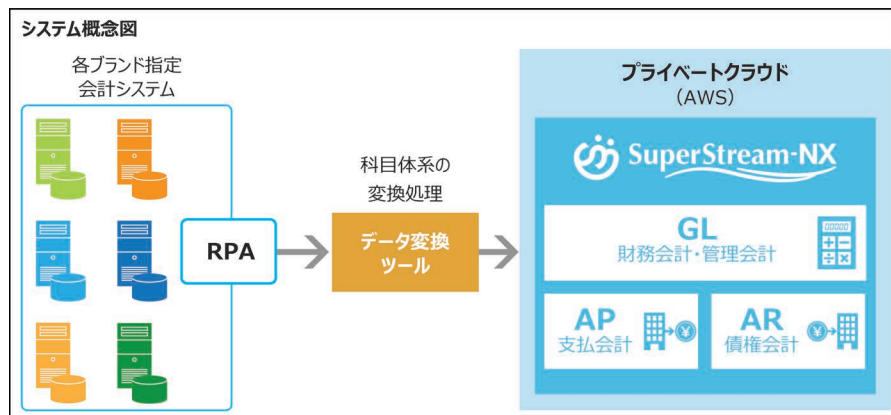 システム概念図
各ブランド指定
会計システム
RPA
科目体系の
変換処理
データ変換
ツール
プライベートクラウド
（AWS）
SuperStream-NX
GL
財務会計・管理会計
00000
AP
支払会計
¥
AR
債権会計
¥